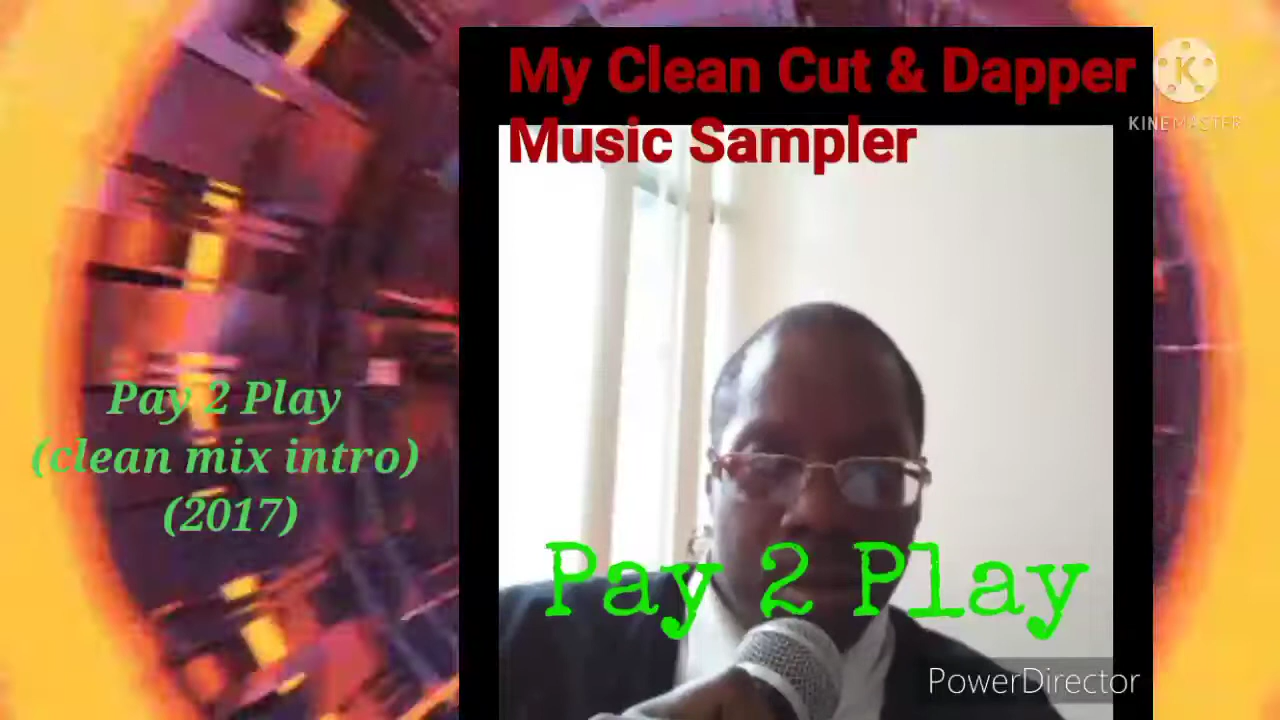 My Clean Cut & Dapper
Music Sampler
KINEMASTER
Pay 2 Play
(clean mix intro)
(2017)
Pay 2 Play
PowerDirector